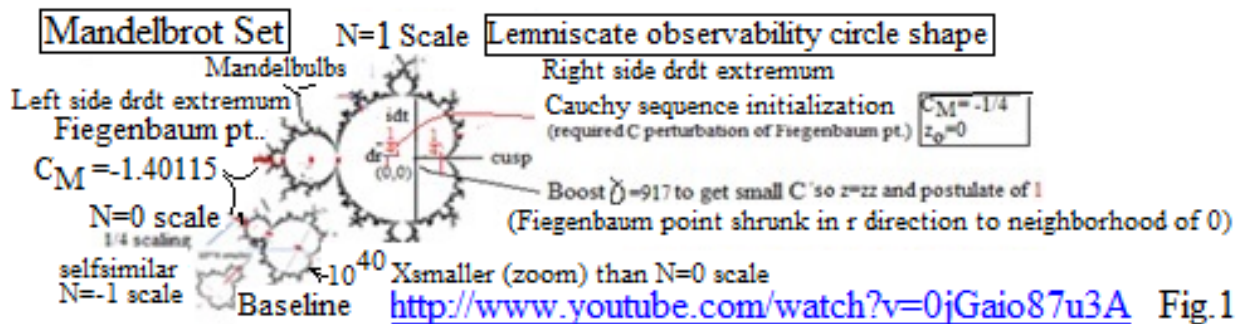 Mandelbrot Set N=1 Scale Lemniscate observability circle shape
Mandelbulbs
Right side drdt extremum
Left side drdt extremum
Fiegenbaum pt..
Cauchy sequence initialization
(required C perturbation of Fiegenbaum pt.)
C_M= -1/4
z_o=0
C_M =-1.40115
idt
dr
(0,0)
cusp
Boost =917 to get small C so z=zz and postulate of 1
(Fiegenbaum point shrunk in r direction to neighborhood of 0)
N=0 scale
1/4 scaling
selfsimilar
N=-1 scale
10^40 Xsmaller (zoom) than N=0 scale
Baseline
http://www.youtube.com/watch?v=0jGaio87u3A Fig.1